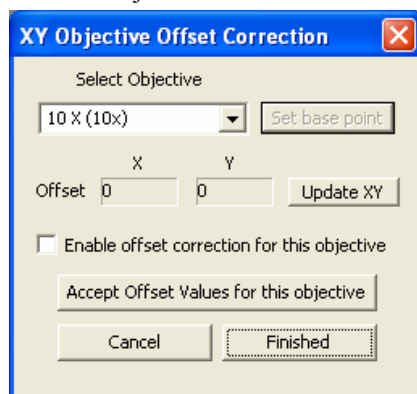 XY Objective Offset Correction
Select Objective
10 X (10x) Set base point
X Y
Offset 0 0 Update XY
Enable offset correction for this objective
Accept Offset Values for this objective
Cancel Finished